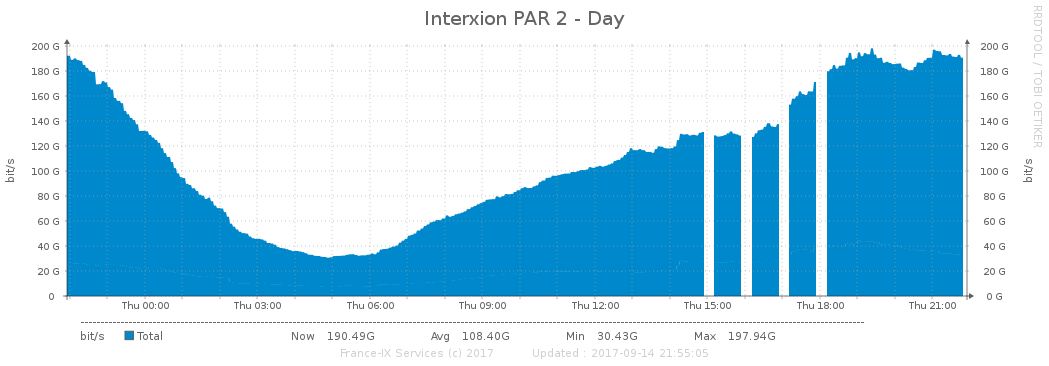 Interxion PAR 2 - Day
RRDTOOL / TOBI OETIKER
bit/s
200 G
180 G
160 G
140 G
120 G
100 G
80 G
60 G
40 G
20 G
0
200 G
180 G
160 G
140 G
120 G
100 G
80 G
60 G
40 G
20 G
0 G
bit/s
Thu 00:00 Thu 03:00 Thu 06:00 Thu 09:00 Thu 12:00 Thu 15:00 Thu 18:00 Thu 21:00
bit/s Total Now 190.49G Avg 108.40G Min 30.43G Max 197.94G
France-IX Services (c) 2017 Updated : 2017-09-14 21:55:05